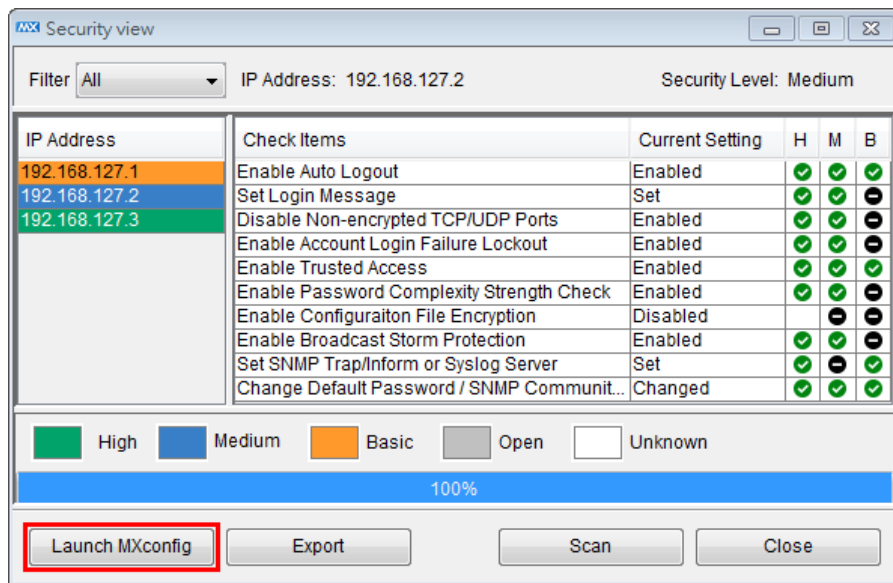 MX Security view
Filter All IP Address: 192.168.127.2 Security Level: Medium
IP Address Check Items Current Setting H M B
192.168.127.1 Enable Auto Logout Enabled
192.168.127.2 Set Login Message Set
192.168.127.3 Disable Non-encrypted TCP/UDP Ports Enabled
Enable Account Login Failure Lockout Enabled
Enable Trusted Access Enabled
Enable Password Complexity Strength Check Enabled
Enable Configuraiton File Encryption Disabled
Enable Broadcast Storm Protection Enabled
Set SNMP Trap/Inform or Syslog Server Set
Change Default Password / SNMP Communit... Changed
High Medium Basic Open Unknown
100%
Launch MXconfig Export Scan Close